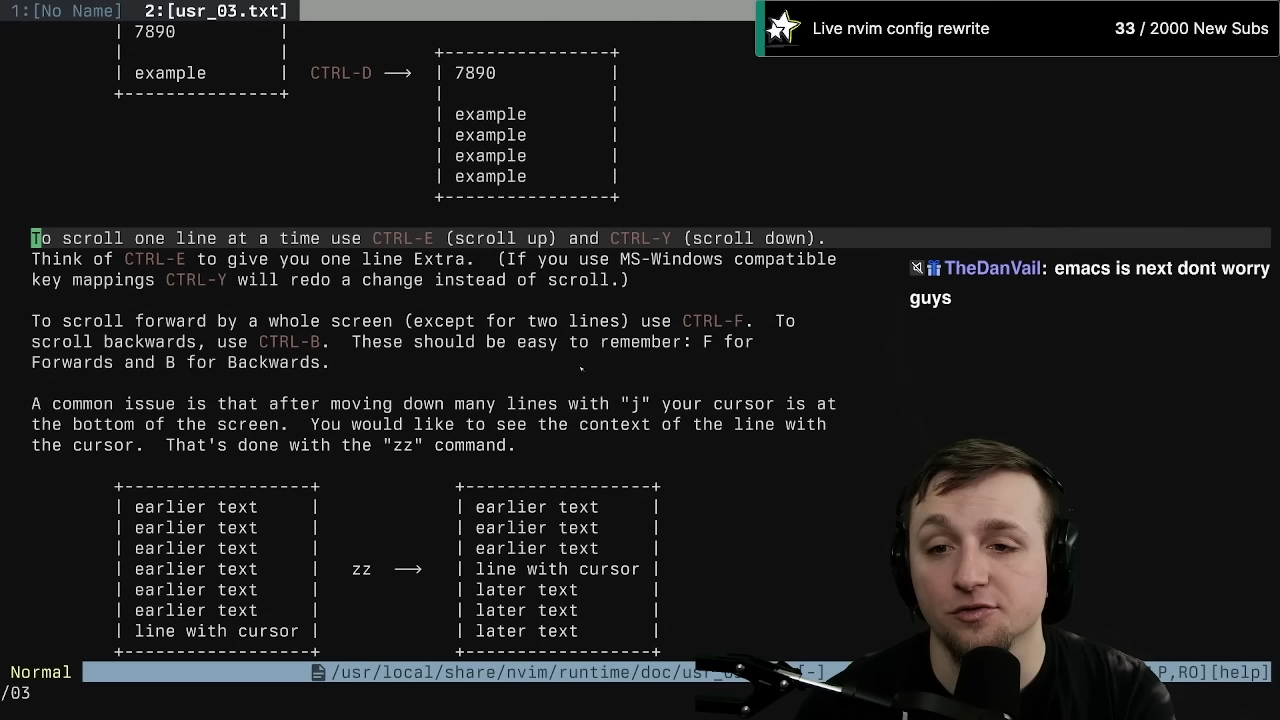 1:[No Name]  2:[usr_03.txt]
Live nvim config rewrite 33 / 2000 New Subs
| 7890          |
|               |
| example       |  CTRL-D -->  | 7890          |
+---------------+
+---------------+
|               |
| example       |
| example       |
| example       |
| example       |
+---------------+
To scroll one line at a time use CTRL-E (scroll up) and CTRL-Y (scroll down).
Think of CTRL-E to give you one line Extra.  (If you use MS-Windows compatible
key mappings CTRL-Y will redo a change instead of scroll.)
TheDanVail: emacs is next dont worry
guys
To scroll forward by a whole screen (except for two lines) use CTRL-F.  To
scroll backwards, use CTRL-B.  These should be easy to remember: F for
Forwards and B for Backwards.
A common issue is that after moving down many lines with "j" your cursor is at
the bottom of the screen.  You would like to see the context of the line with
the cursor.  That's done with the "zz" command.
+------------------+             +------------------+
| earlier text     |             | earlier text     |
| earlier text     |             | earlier text     |
| earlier text     |             | earlier text     |
| earlier text     |   zz  -->   | line with cursor |
| earlier text     |             | later text       |
| earlier text     |             | later text       |
| line with cursor |             | later text       |
+------------------+             +------------------+
Normal /usr/local/share/nvim/runtime/doc/usr_ [-] P,RO][help]
/03